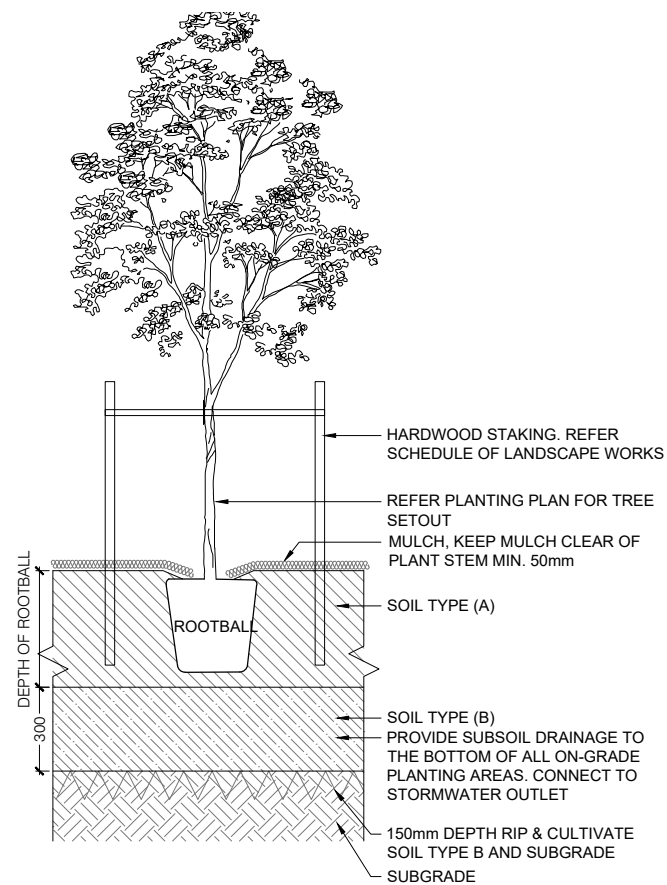 HARDWOOD STAKING. REFER
SCHEDULE OF LANDSCAPE WORKS
REFER PLANTING PLAN FOR TREE
SETOUT
MULCH, KEEP MULCH CLEAR OF
PLANT STEM MIN. 50mm
DEPTH OF ROOTBALL
SOIL TYPE (A)
ROOTBALL
300
SOIL TYPE (B)
PROVIDE SUBSOIL DRAINAGE TO
THE BOTTOM OF ALL ON-GRADE
PLANTING AREAS. CONNECT TO
STORMWATER OUTLET
150mm DEPTH RIP & CULTIVATE
SOIL TYPE B AND SUBGRADE
SUBGRADE